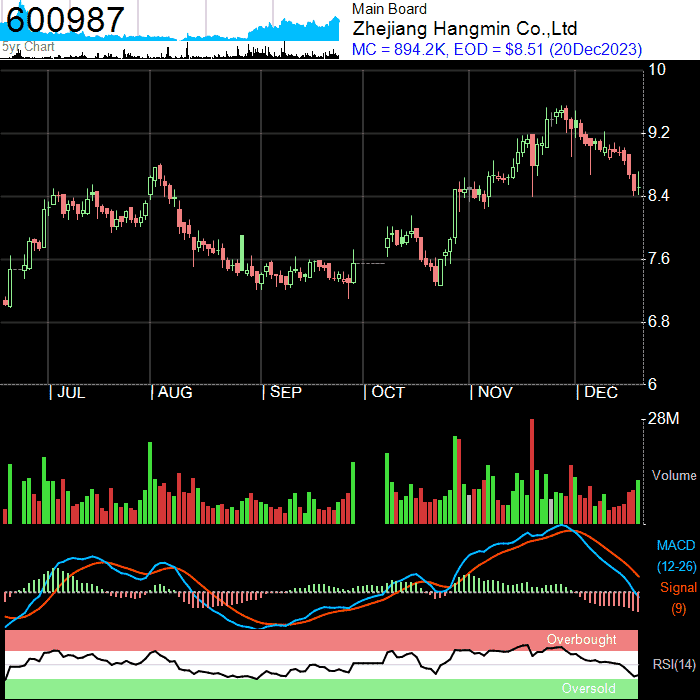 600987
5yr Chart
Main Board
Zhejiang Hangmin Co.,Ltd
MC = 894.2K, EOD = $8.51 (20Dec2023)
10
9.2
8.4
7.6
6.8
6
| JUL | AUG | SEP | OCT | NOV | DEC
28M
Volume
MACD
(12-26)
Signal
(9)
Overbought
RSI(14)
Oversold